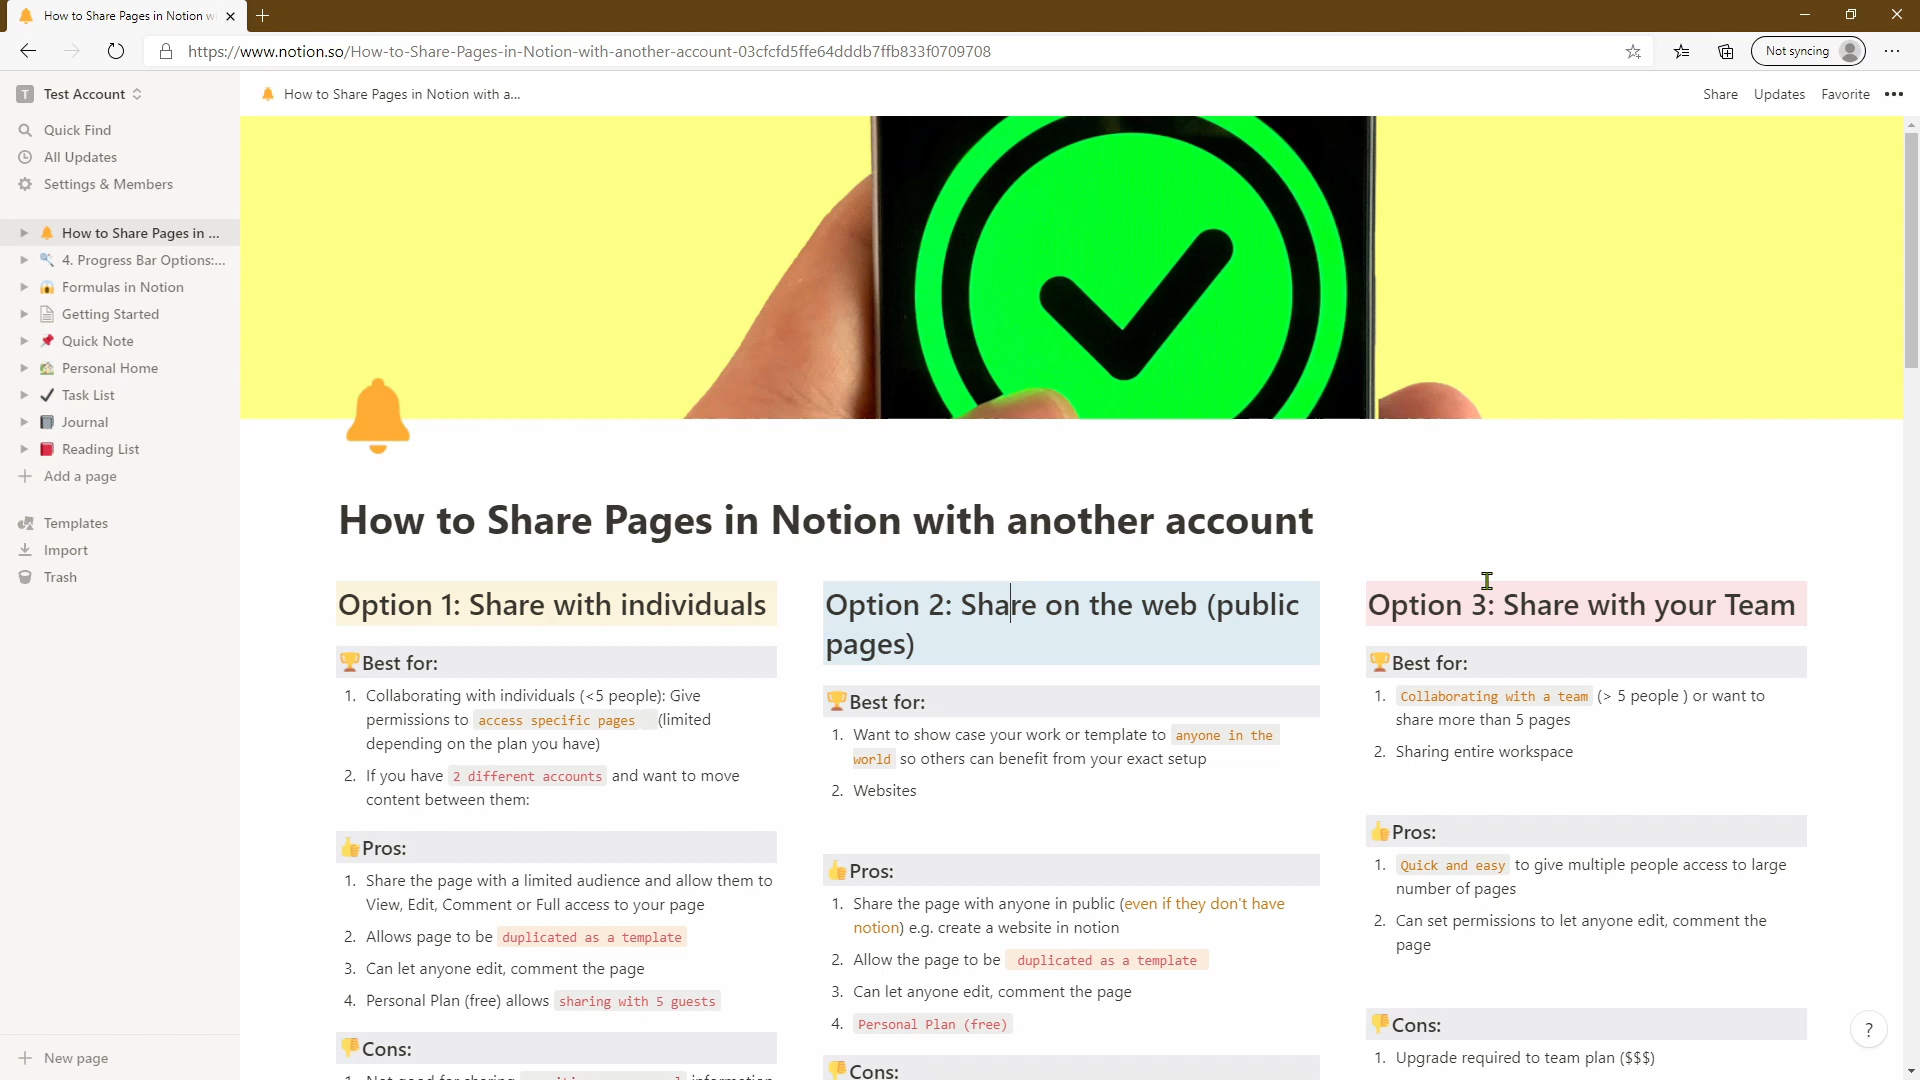 How to Share Pages in Notion w
https://www.notion.so/How-to-Share-Pages-in-Notion-with-another-account-03cfcfd5ffe64dddb7ffb833f0709708
Not syncing
T Test Account
How to Share Pages in Notion with a...
Share Updates Favorite
Quick Find
All Updates
Settings & Members
How to Share Pages in ...
4. Progress Bar Options:...
Formulas in Notion
Getting Started
Quick Note
Personal Home
Task List
Journal
Reading List
Add a page
Templates
Import
Trash
New page
How to Share Pages in Notion with another account
Option 1: Share with individuals
Best for:
1. Collaborating with individuals (<5 people): Give
permissions to access specific pages (limited
depending on the plan you have)
2. If you have 2 different accounts and want to move
content between them:
Pros:
1. Share the page with a limited audience and allow them to
View, Edit, Comment or Full access to your page
2. Allows page to be duplicated as a template
3. Can let anyone edit, comment the page
4. Personal Plan (free) allows sharing with 5 guests
Cons:
1. Not good for sharing information
Option 2: Share on the web (public
pages)
Best for:
1. Want to show case your work or template to anyone in the
world so others can benefit from your exact setup
2. Websites
Pros:
1. Share the page with anyone in public (even if they don't have
notion) e.g. create a website in notion
2. Allow the page to be duplicated as a template
3. Can let anyone edit, comment the page
4. Personal Plan (free)
Cons:
Option 3: Share with your Team
Best for:
1. Collaborating with a team (> 5 people ) or want to
share more than 5 pages
2. Sharing entire workspace
Pros:
1. Quick and easy to give multiple people access to large
number of pages
2. Can set permissions to let anyone edit, comment the
page
Cons:
1. Upgrade required to team plan ($$$)
?